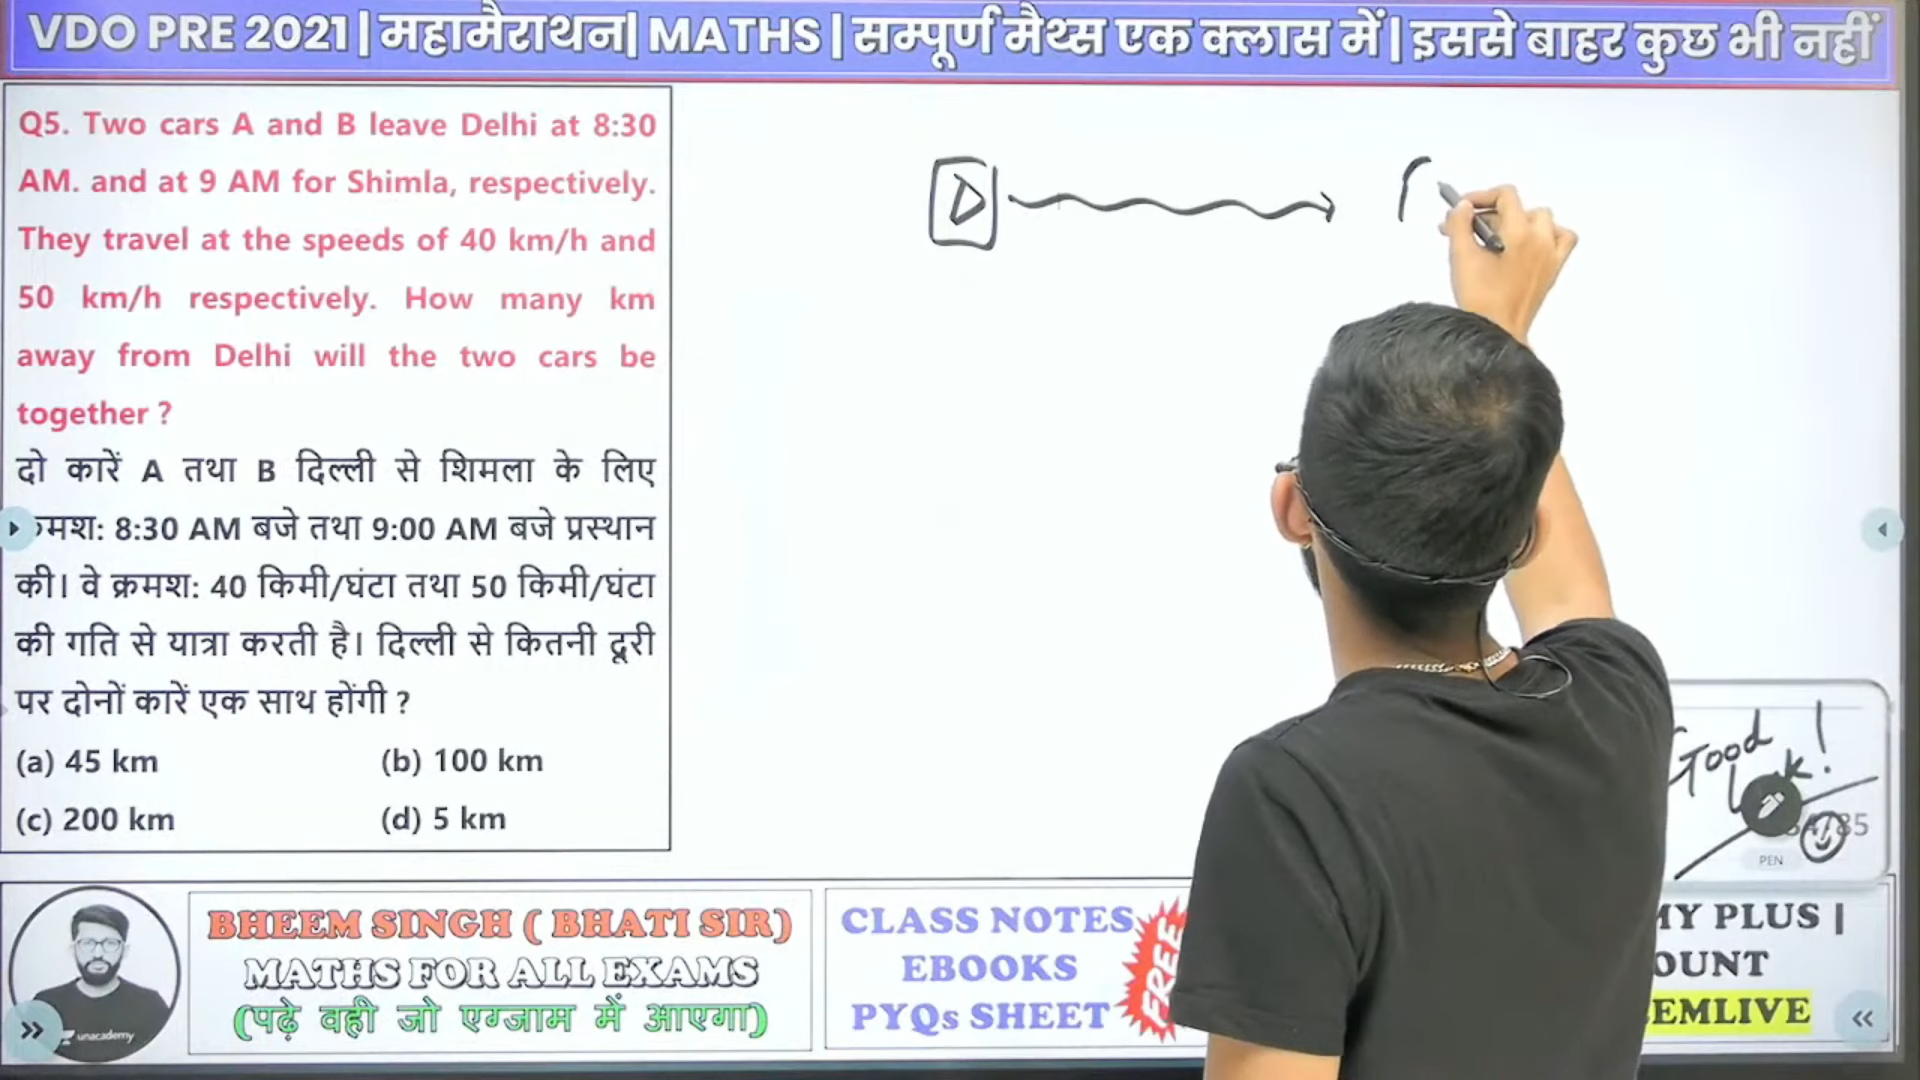 VDO PRE 2021 | महामैराथन| MATHS | सम्पूर्ण मैथ्स एक क्लास में| इससे बाहर कुछ भी नहीं
Q5. Two cars A and B leave Delhi at 8:30
AM. and at 9 AM for Shimla, respectively.
They travel at the speeds of 40 km/h and
50 km/h respectively. How many km
away from Delhi will the two cars be
together ?
दो कारें A तथा B दिल्ली से शिमला के लिए
मश: 8:30 AM बजे तथा 9:00 AM बजे प्रस्थान
की। वे क्रमश: 40 किमी/घंटा तथा 50 किमी/घंटा
की गति से यात्रा करती है। दिल्ली से कितनी दूरी
पर दोनों कारें एक साथ होंगी ?
(a) 45 km (b) 100 km
(c) 200 km (d) 5 km
D
Good
PEN
BHEEM SINGH ( BHATI SIR)
MATHS FOR ALL EXAMS
(पढ़े वही जो एग्जाम में आएगा)
unacademy
CLASS NOTES
EBOOKS
PYQs SHEET
FREE
MY PLUS |
OUNT
EMLIVE